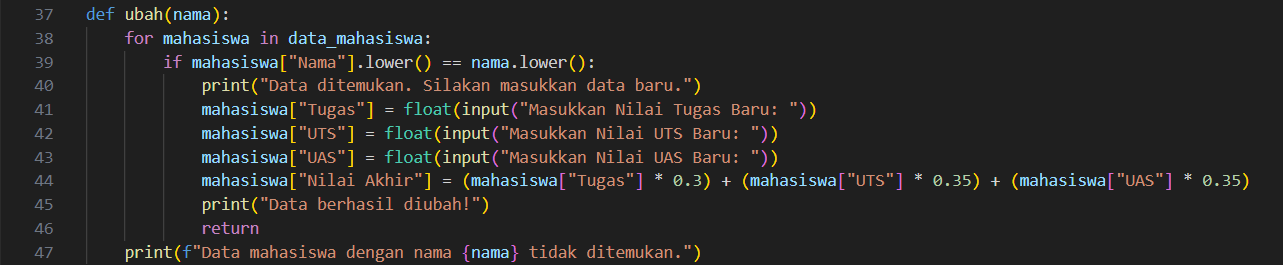 37 def ubah(nama):
38     for mahasiswa in data_mahasiswa:
39         if mahasiswa["Nama"].lower() == nama.lower():
40             print("Data ditemukan. Silakan masukkan data baru.")
41             mahasiswa["Tugas"] = float(input("Masukkan Nilai Tugas Baru: "))
42             mahasiswa["UTS"] = float(input("Masukkan Nilai UTS Baru: "))
43             mahasiswa["UAS"] = float(input("Masukkan Nilai UAS Baru: "))
44             mahasiswa["Nilai Akhir"] = (mahasiswa["Tugas"] * 0.3) + (mahasiswa["UTS"] * 0.35) + (mahasiswa["UAS"] * 0.35)
45             print("Data berhasil diubah!")
46             return
47     print(f"Data mahasiswa dengan nama {nama} tidak ditemukan.")